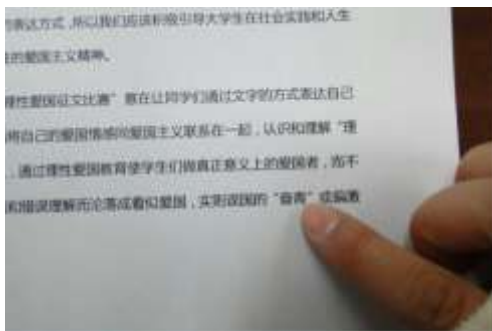 表达方式,所以我们应该积极引导大学生在社会实践和人生
的爱国主义精神。
理性爱国征文比赛”意在让同学们通过文字的方式表达自己
将自己的爱国情感同爱国主义联系在一起,认识和理解“理
,通过理性爱国教育使学生们做真正意义上的爱国者,而不
和错误理解而沦落成看似爱国,实则误国的“ 青”或偏激